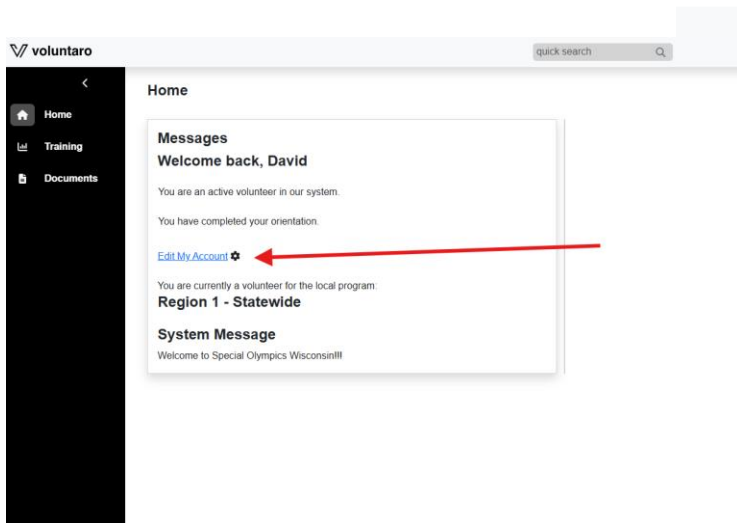 voluntaro
quick search
Home
Training
Documents
Home
Messages
Welcome back, David
You are an active volunteer in our system.
You have completed your orientation.
Edit My Account
You are currently a volunteer for the local program:
Region 1 - Statewide
System Message
Welcome to Special Olympics Wisconsin!!!!